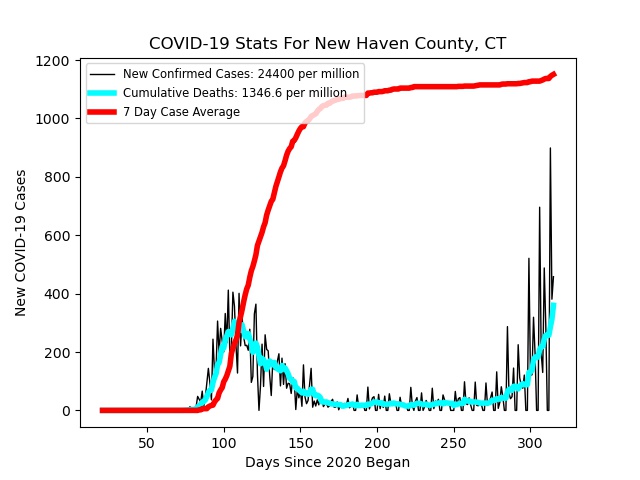 COVID-19 Stats For New Haven County, CT
New Confirmed Cases: 24400 per million
Cumulative Deaths: 1346.6 per million
7 Day Case Average
1200
1000
800
600
400
200
0
New COVID-19 Cases
50 100 150 200 250 300
Days Since 2020 Began